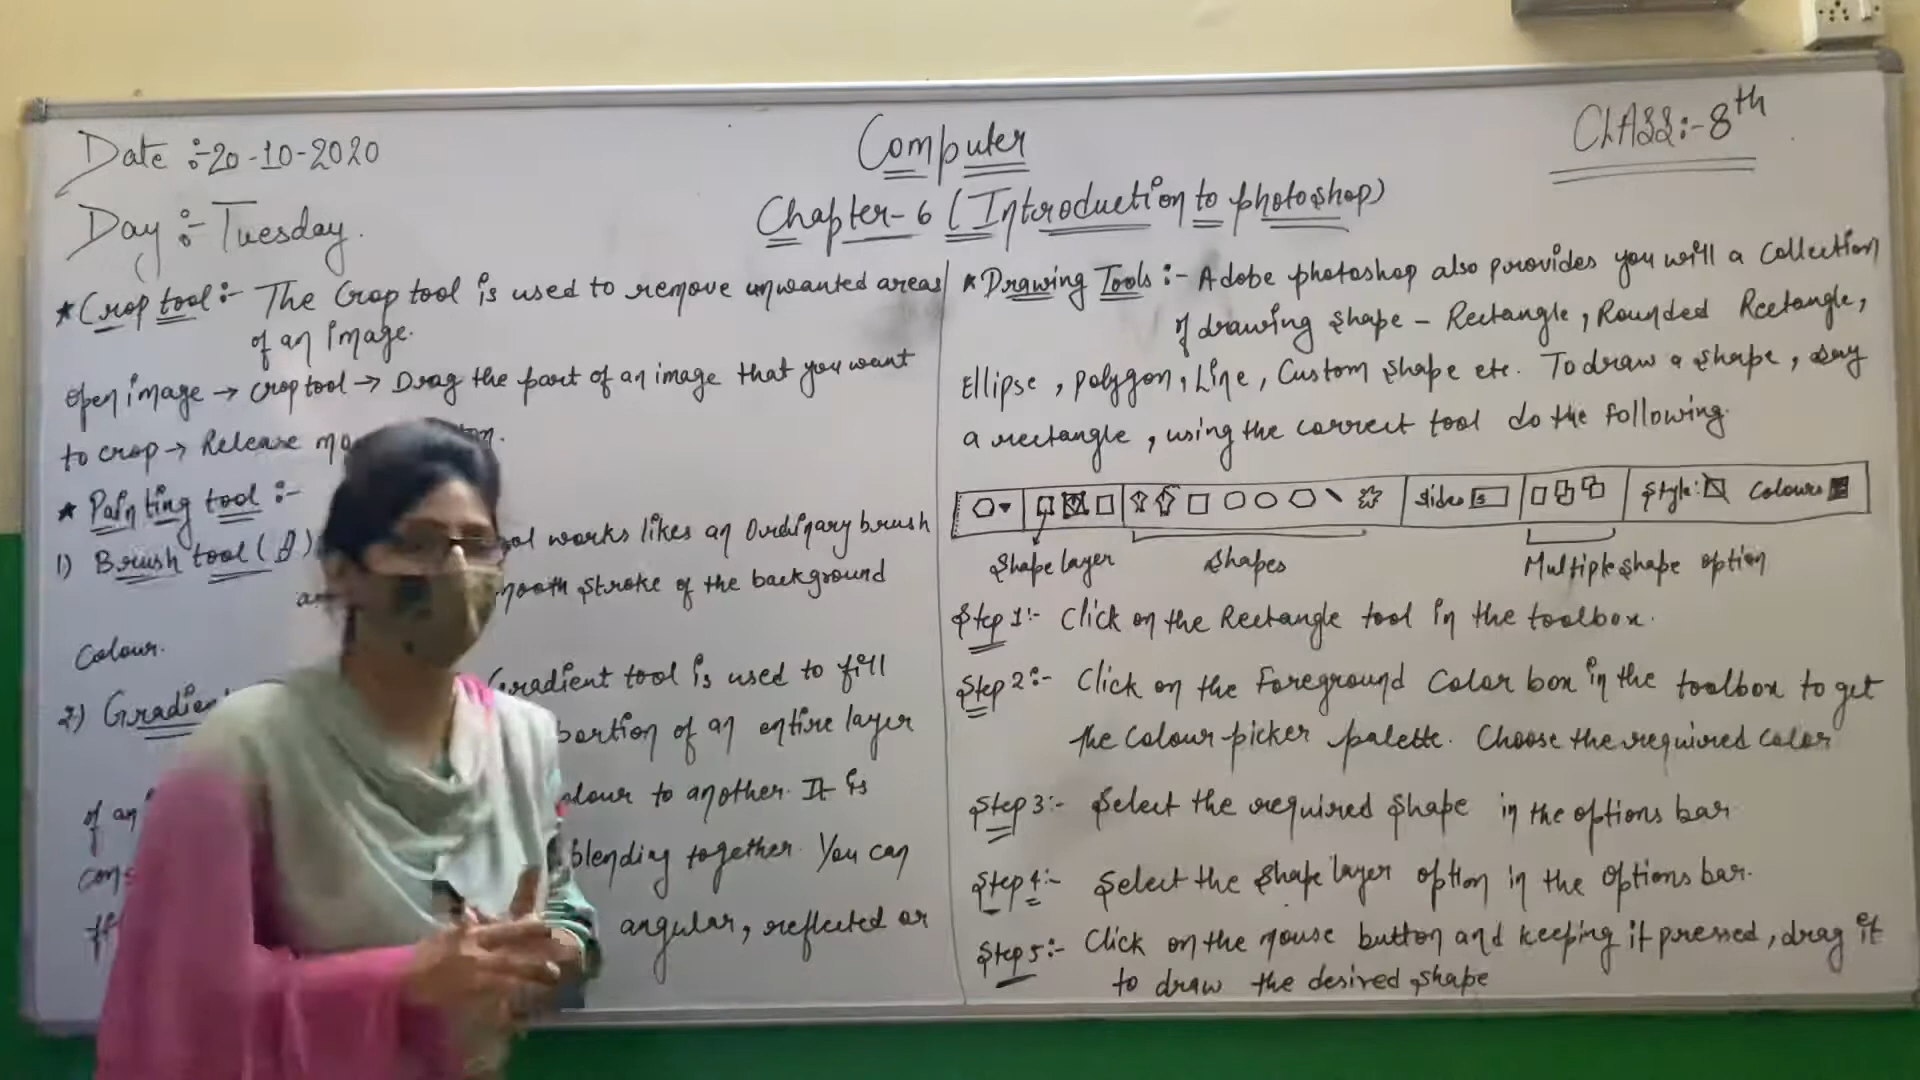 Date :- 20-10-2020
Computer
CLASS:- 8th
Day :- Tuesday.
Chapter-6 (Introduction to photoshop)
* Crop tool :- The Crop tool is used to remove unwanted areas
of an Image.
open image → crop tool → Drag the part of an image that you want
to crop → Release
* Painting tool :-
1) Brush tool ( ) works likes an Ordinary brush
stroke of the background
Colour.
2) Gradient tool is used to fill
portion of an entire layer
of an colour to another. It is
blending together. You can
angular, reflected or
* Drawing Tools :- Adobe photoshop also provides you will a Collection
of drawing shape - Rectangle, Rounded Rectangle,
Ellipse, polygon, Line, Custom shape etc. To draw a shape, say
a rectangle, using the correct tool do the following.
Sides 5 Style: Colour
Shape layer Shapes Multiple shape option
Step 1:- Click on the Rectangle tool in the toolbox.
Step 2:- Click on the Foreground Color box in the toolbox to get
the Colour-picker palette. Choose the required color
Step 3:- Select the required shape in the options bar
Step 4:- Select the shape layer option in the options bar.
Step 5:- Click on the mouse button and keeping it pressed, drag it
to draw the desired shape